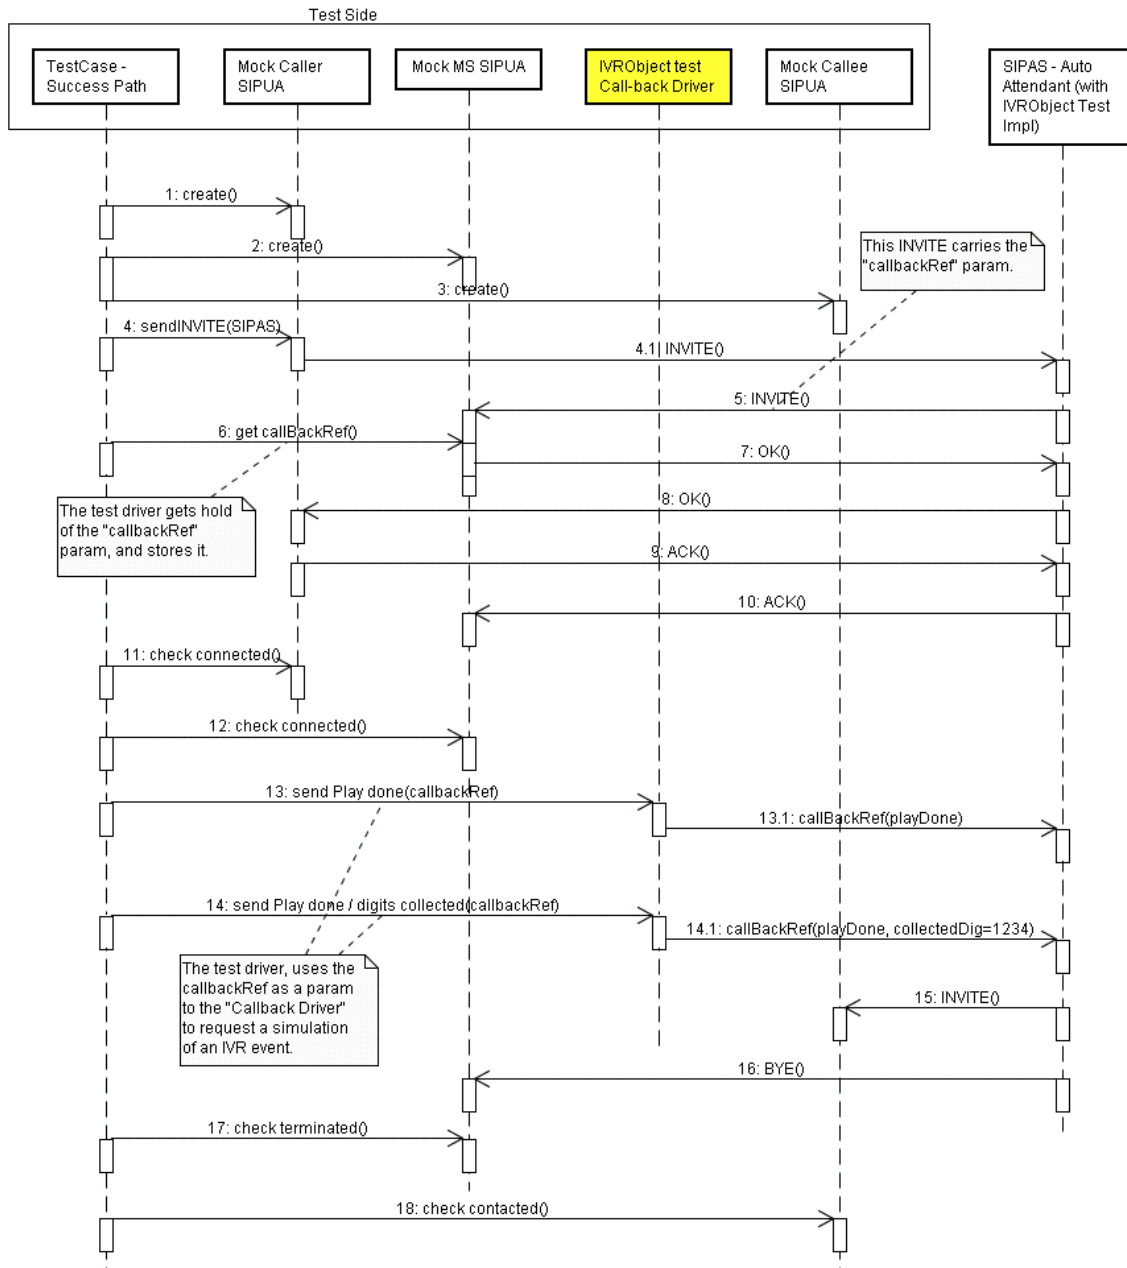 Test Side
TestCase -
Success Path
Mock Caller
SIPUA
Mock MS SIPUA
IVRObject test
Call-back Driver
Mock Callee
SIPUA
SIPAS - Auto
Attendant (with
IVRObject Test
Impl)
1: create()
2: create()
This INVITE carries the
"callbackRef" param.
3: create()
4: sendINVITE(SIPAS)
4.1: INVITE()
5: INVITE()
6: get callBackRef()
7: OK()
The test driver gets hold
of the "callbackRef"
param, and stores it.
8: OK()
9: ACK()
10: ACK()
11: check connected()
12: check connected()
13: send Play done(callbackRef)
13.1: callBackRef(playDone)
14: send Play done / digits collected(callbackRef)
14.1: callBackRef(playDone, collectedDig=1234)
The test driver, uses the
callbackRef as a param
to the "Callback Driver"
to request a simulation
of an IVR event.
15: INVITE()
16: BYE()
17: check terminated()
18: check contacted()